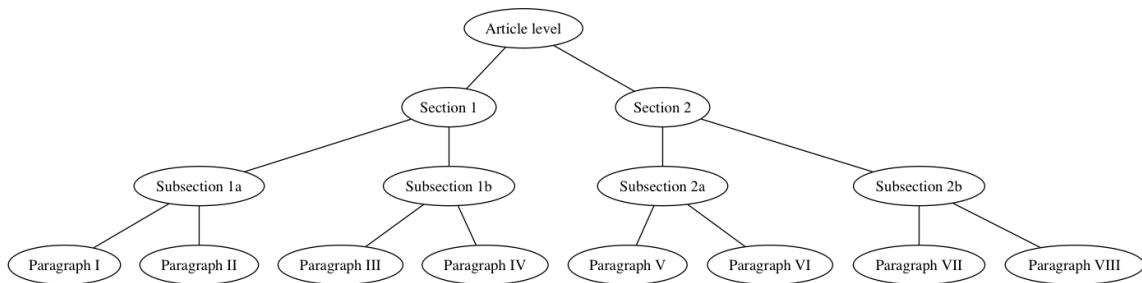 Article level
Section 1
Section 2
Subsection 1a
Subsection 1b
Subsection 2a
Subsection 2b
Paragraph I
Paragraph II
Paragraph III
Paragraph IV
Paragraph V
Paragraph VI
Paragraph VII
Paragraph VIII